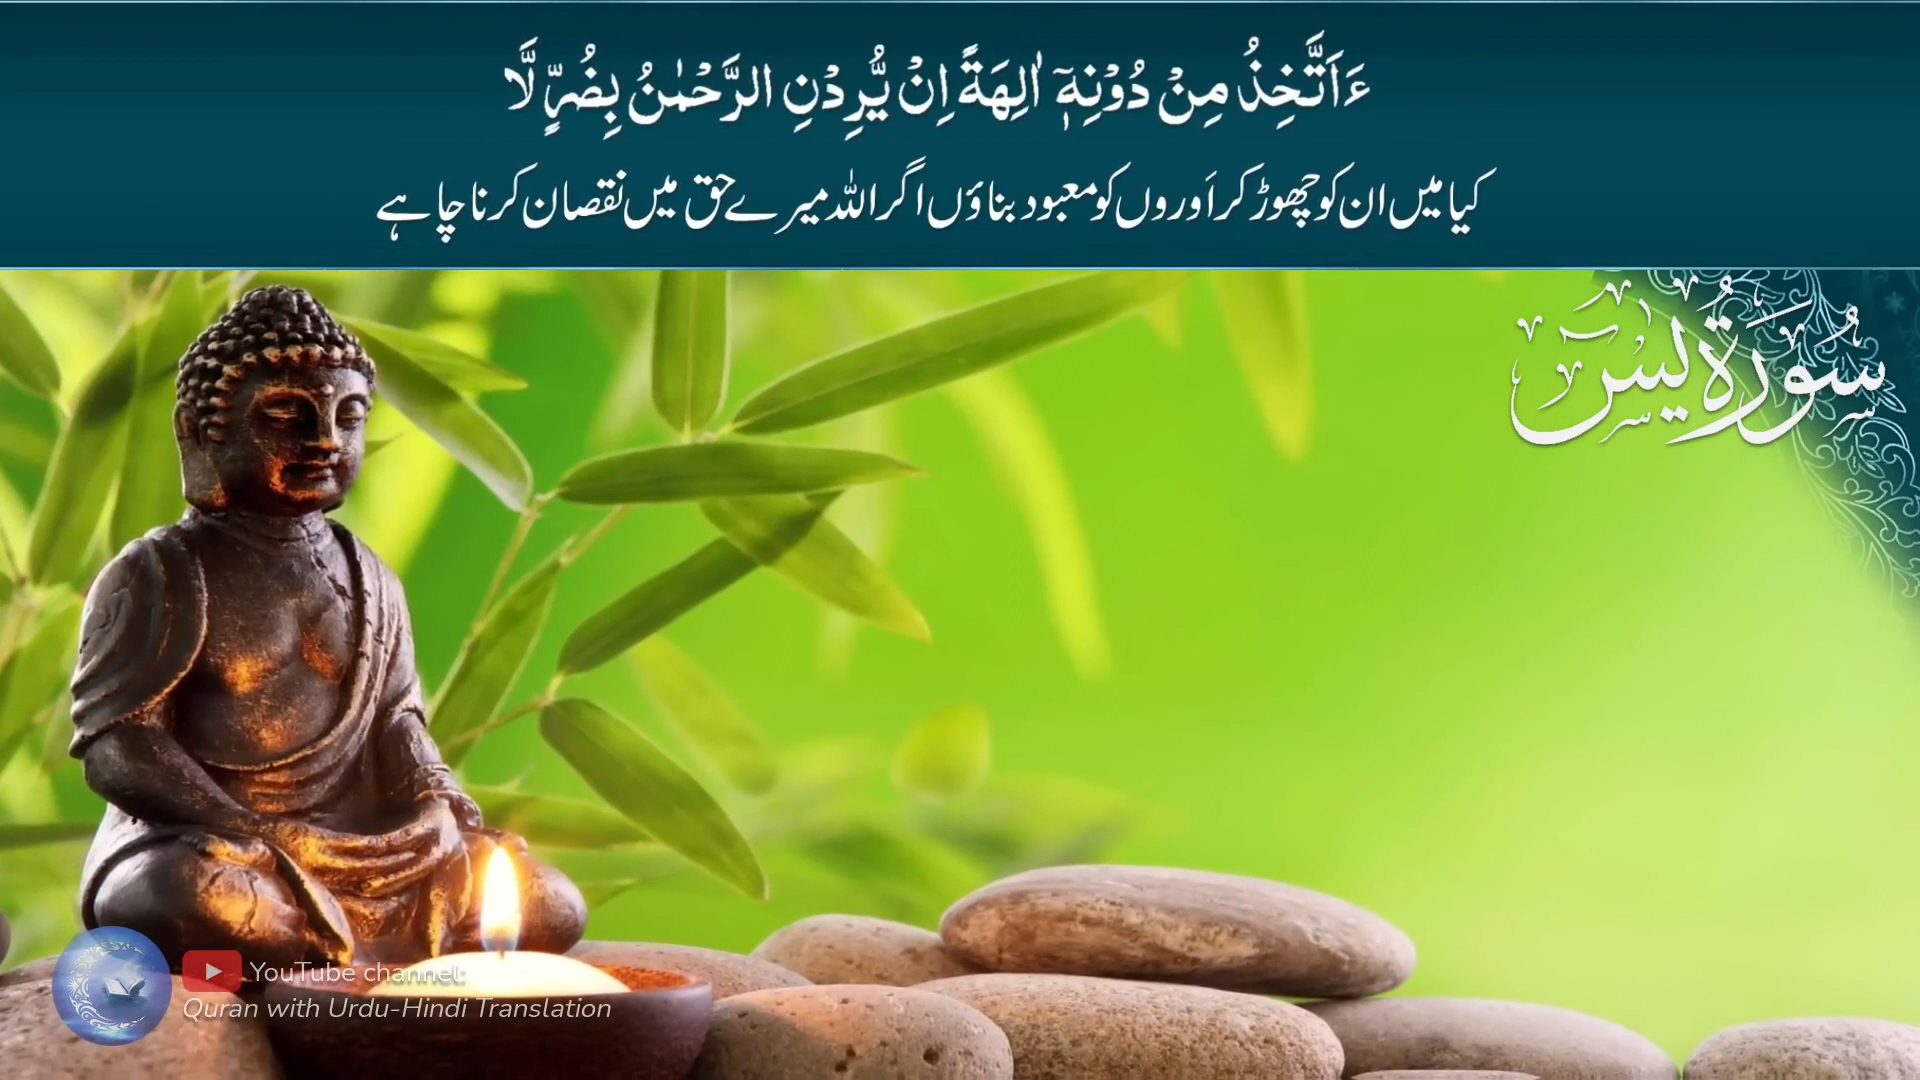 ءَاَتَّخِذُ مِنْ دُوْنِهٖۤ اٰلِهَةً اِنْ يُّرِدْنِ الرَّحْمٰنُ بِضُرٍّ لَّا
کیا میں ان کو چھوڑ کر اَوروں کو معبود بناؤں اگر اللہ میرے حق میں نقصان کرنا چاہے
سُوْرَةُ يٰسٓ
YouTube channel:
Quran with Urdu-Hindi Translation